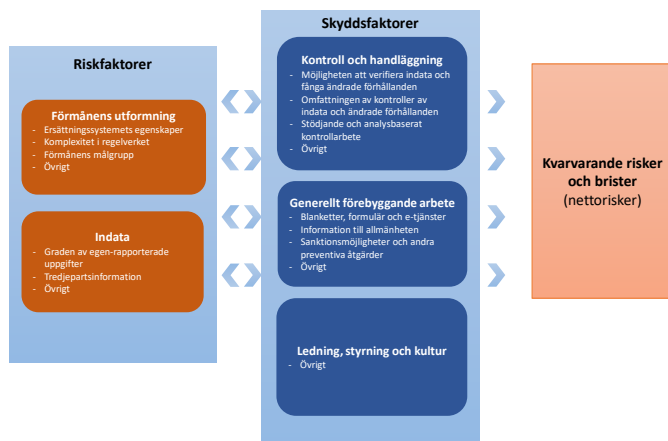 Riskfaktorer
Förmånens utformning
- Ersättningssystemets egenskaper
- Komplexitet i regelverket
- Förmånens målgrupp
- Övrigt
Indata
- Graden av egen-rapporterade
uppgifter
- Tredjepartsinformation
- Övrigt
Skyddsfaktorer
Kontroll och handläggning
- Möjligheten att verifiera indata och
fånga ändrade förhållanden
- Omfattningen av kontroller av
indata och ändrade förhållanden
- Stödjande och analysbaserat
kontrollarbete
- Övrigt
Generellt förebyggande arbete
- Blanketter, formulär och e-tjänster
- Information till allmänheten
- Sanktionsmöjligheter och andra
preventiva åtgärder
- Övrigt
Ledning, styrning och kultur
- Övrigt
Kvarvarande risker
och brister
(nettorisker)